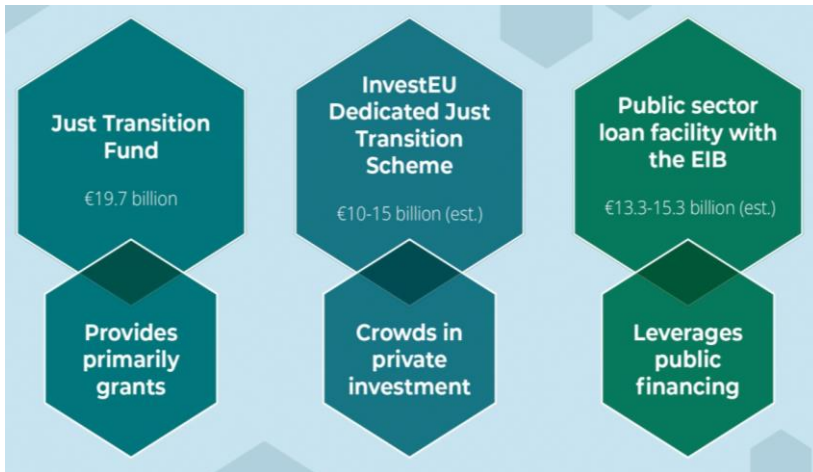 Just Transition
Fund
€19.7 billion
Provides
primarily
grants
InvestEU
Dedicated Just
Transition
Scheme
€10-15 billion (est.)
Crowds in
private
investment
Public sector
loan facility with
the EIB
€13.3-15.3 billion (est.)
Leverages
public
financing